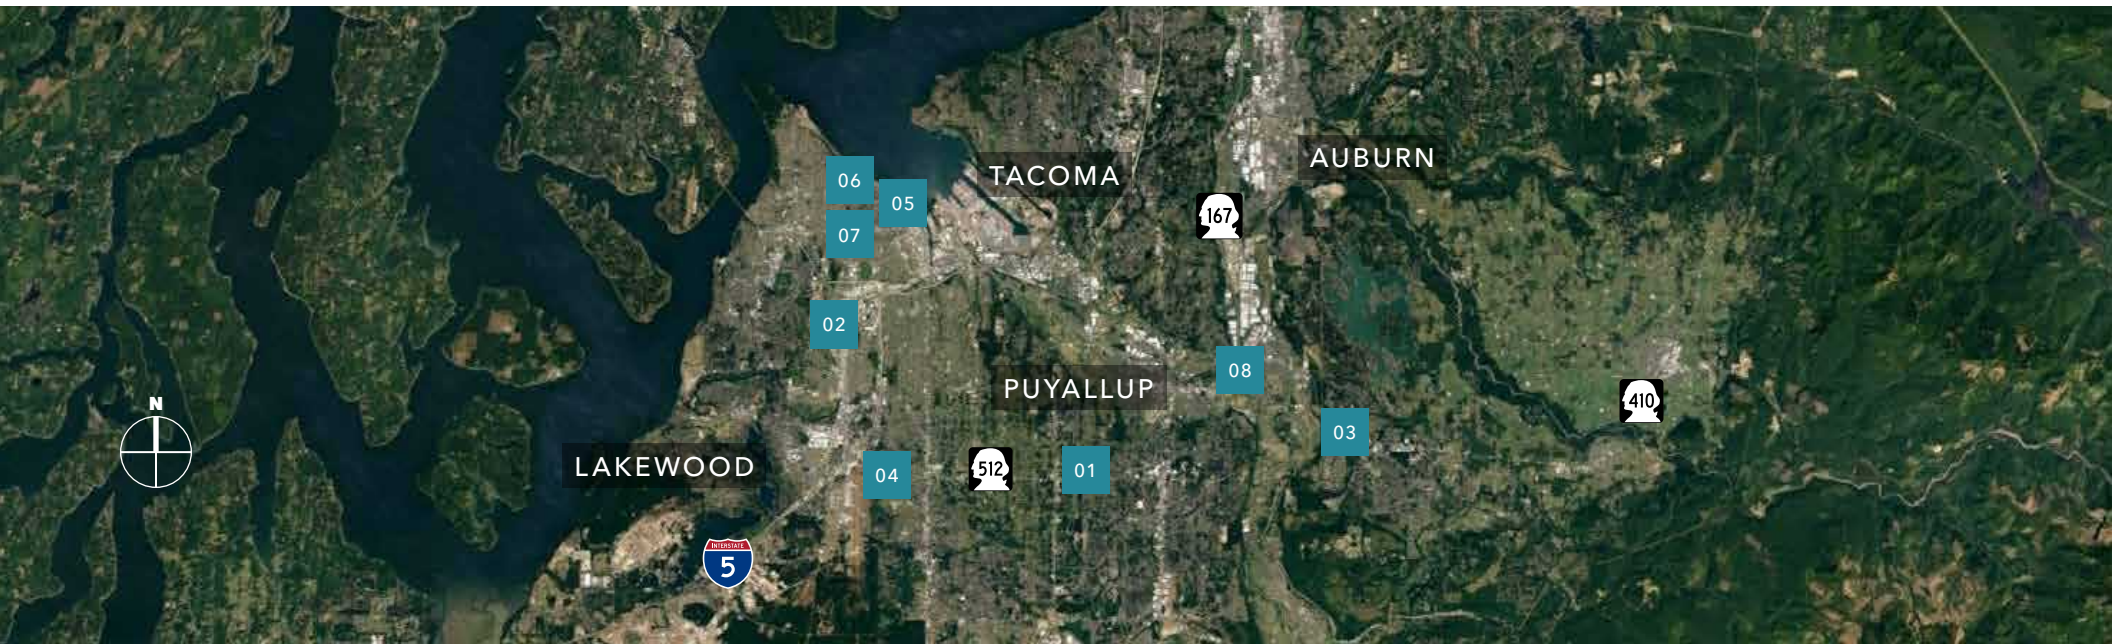 AUBURN
TACOMA
06
05
167
07
02
08
PUYALLUP
410
N
03
LAKEWOOD
04
512
01
INTERSTATE
5